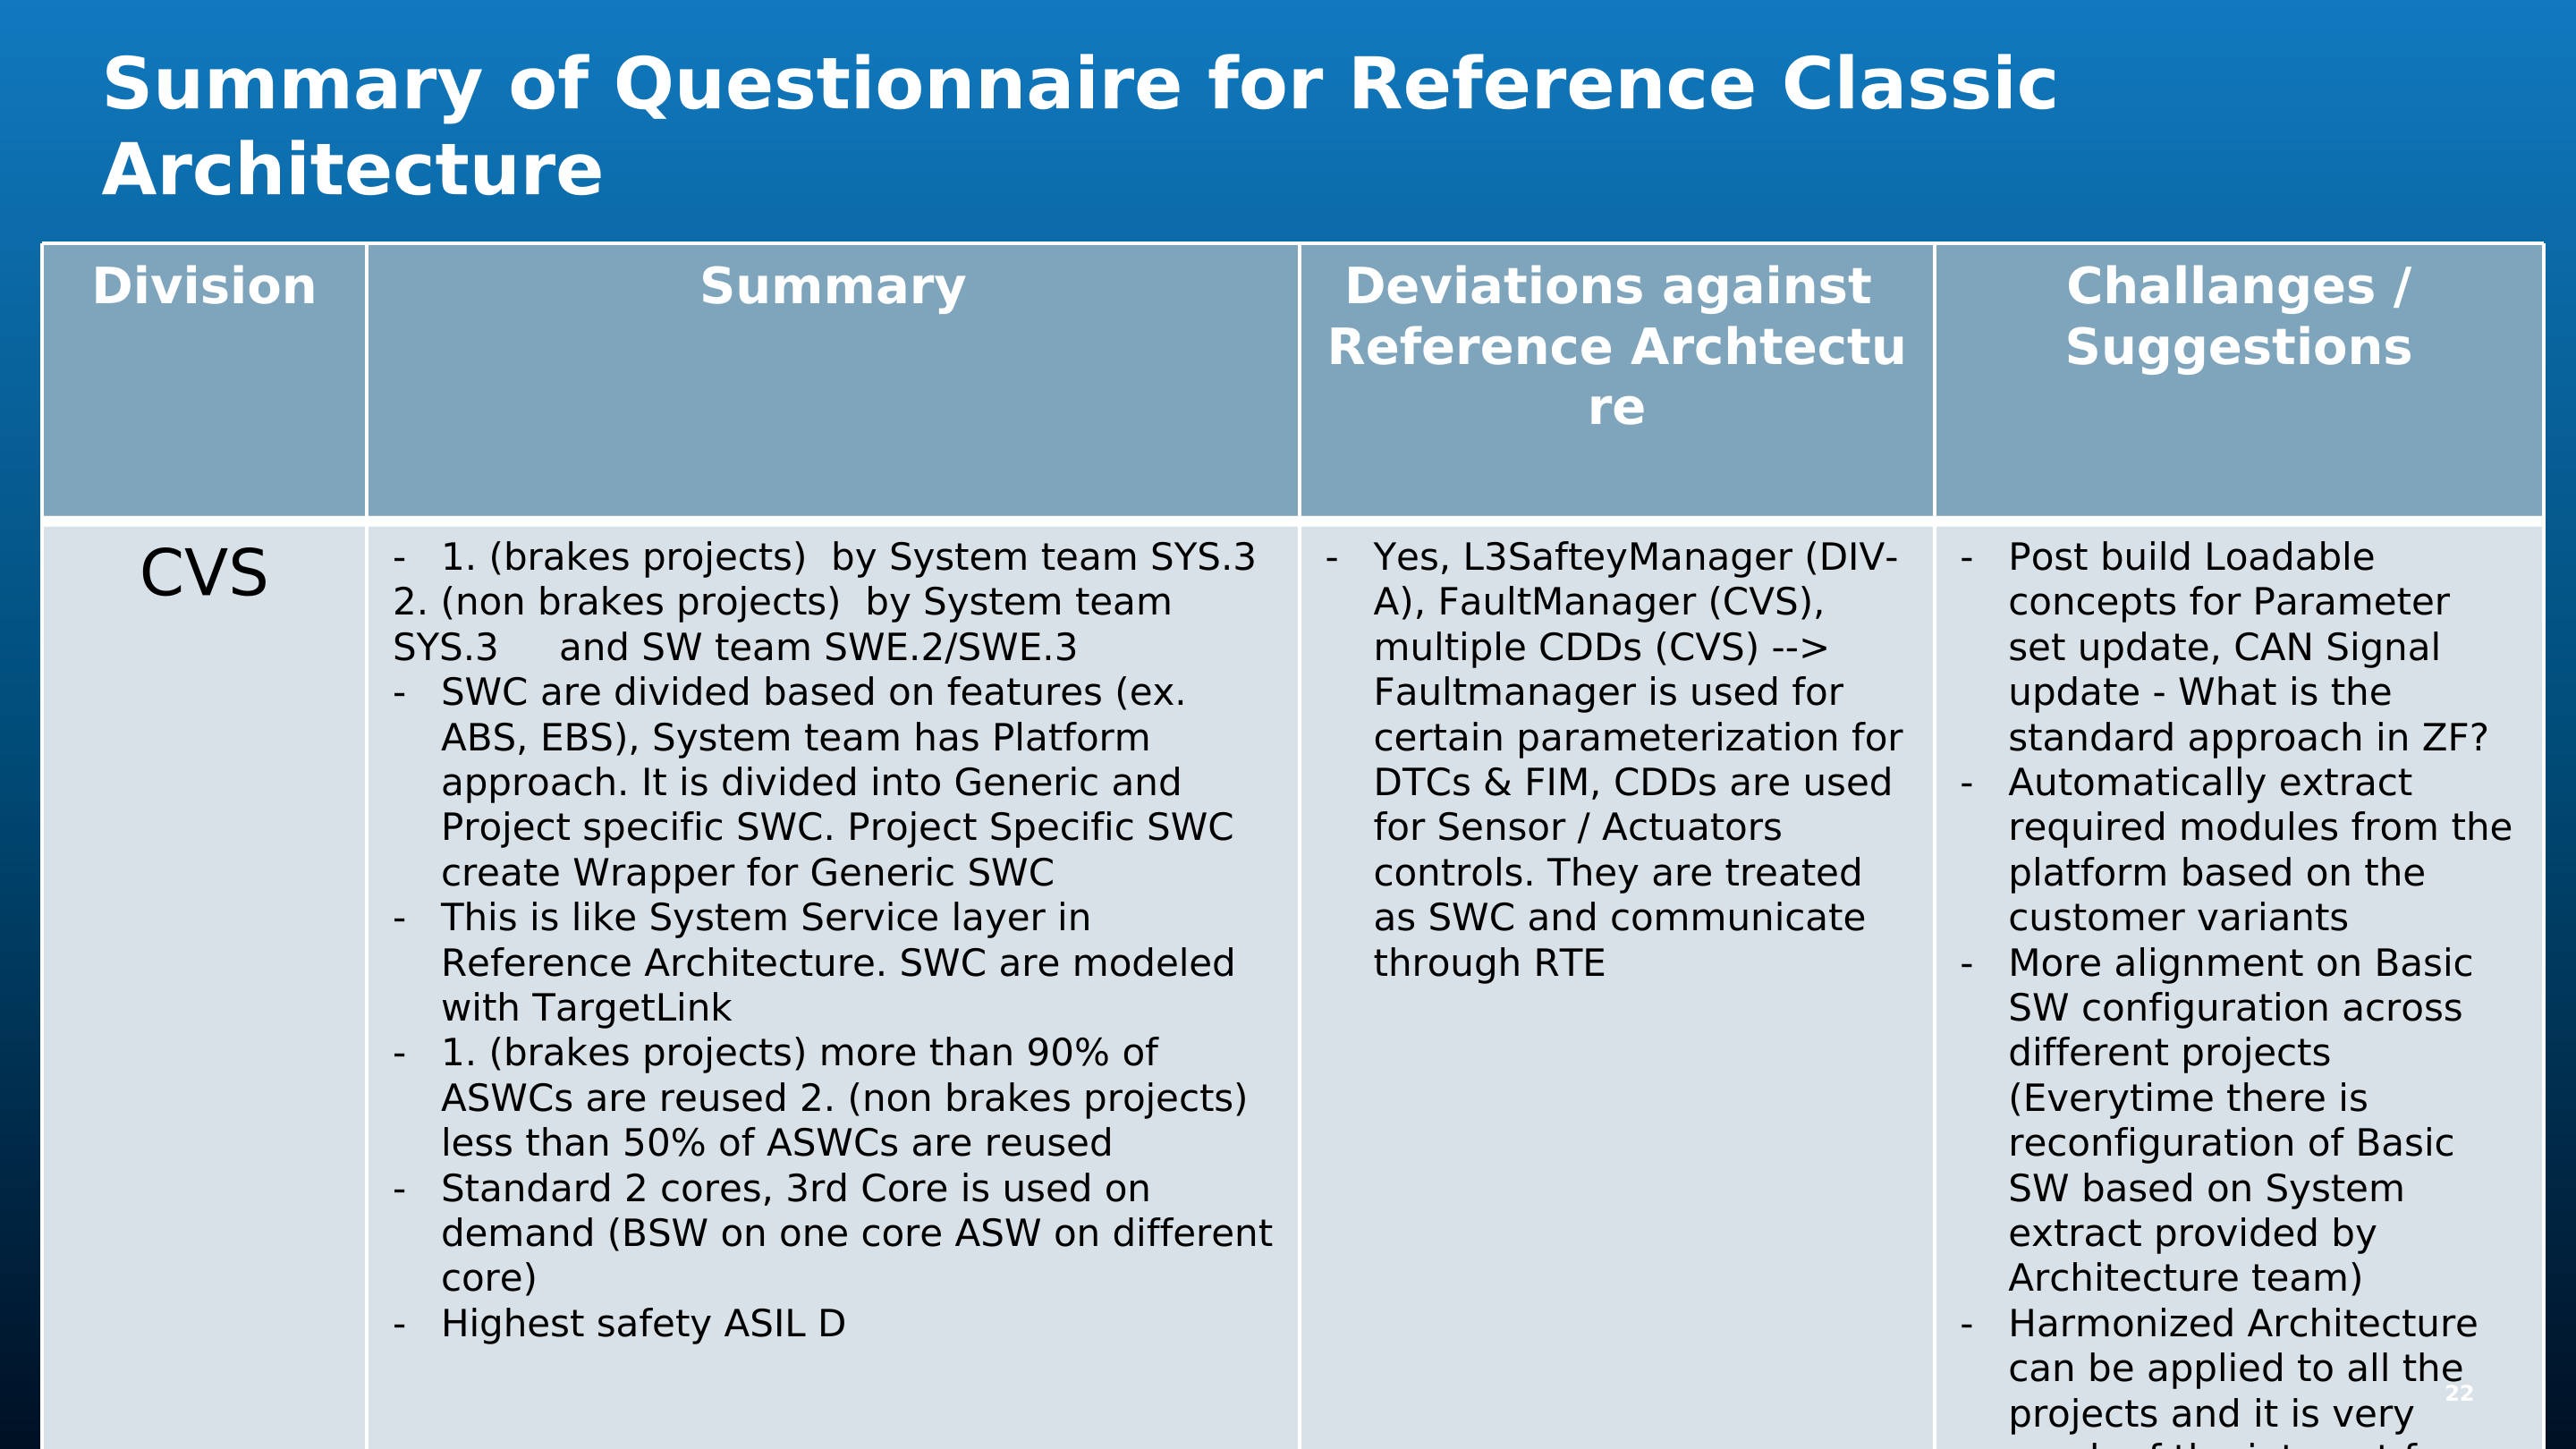 Summary of Questionnaire for Reference Classic
Architecture
Division
Summary
Deviations against
Reference Archtectu
re
Challanges /
Suggestions
CVS
- 1. (brakes projects)  by System team SYS.3
2. (non brakes projects)  by System team
SYS.3     and SW team SWE.2/SWE.3
- SWC are divided based on features (ex.
ABS, EBS), System team has Platform
approach. It is divided into Generic and
Project specific SWC. Project Specific SWC
create Wrapper for Generic SWC
- This is like System Service layer in
Reference Architecture. SWC are modeled
with TargetLink
- 1. (brakes projects) more than 90% of
ASWCs are reused 2. (non brakes projects)
less than 50% of ASWCs are reused
- Standard 2 cores, 3rd Core is used on
demand (BSW on one core ASW on different
core)
- Highest safety ASIL D
- Yes, L3SafteyManager (DIV-
A), FaultManager (CVS),
multiple CDDs (CVS) -->
Faultmanager is used for
certain parameterization for
DTCs & FIM, CDDs are used
for Sensor / Actuators
controls. They are treated
as SWC and communicate
through RTE
- Post build Loadable
concepts for Parameter
set update, CAN Signal
update - What is the
standard approach in ZF?
- Automatically extract
required modules from the
platform based on the
customer variants
- More alignment on Basic
SW configuration across
different projects
(Everytime there is
reconfiguration of Basic
SW based on System
extract provided by
Architecture team)
- Harmonized Architecture
can be applied to all the
projects and it is very
22